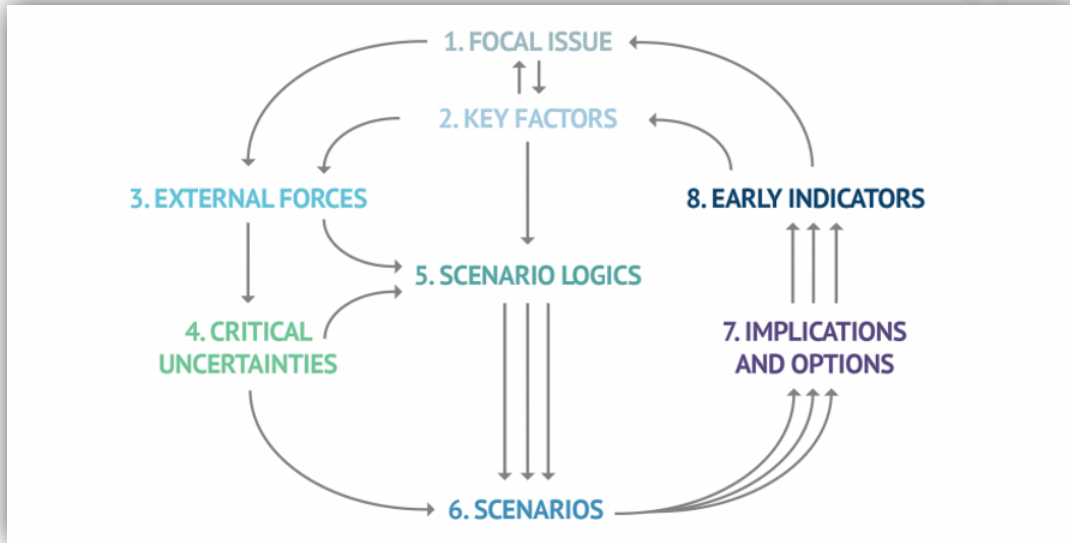 1. FOCAL ISSUE
2. KEY FACTORS
3. EXTERNAL FORCES
8. EARLY INDICATORS
5. SCENARIO LOGICS
4. CRITICAL
UNCERTAINTIES
7. IMPLICATIONS
AND OPTIONS
6. SCENARIOS